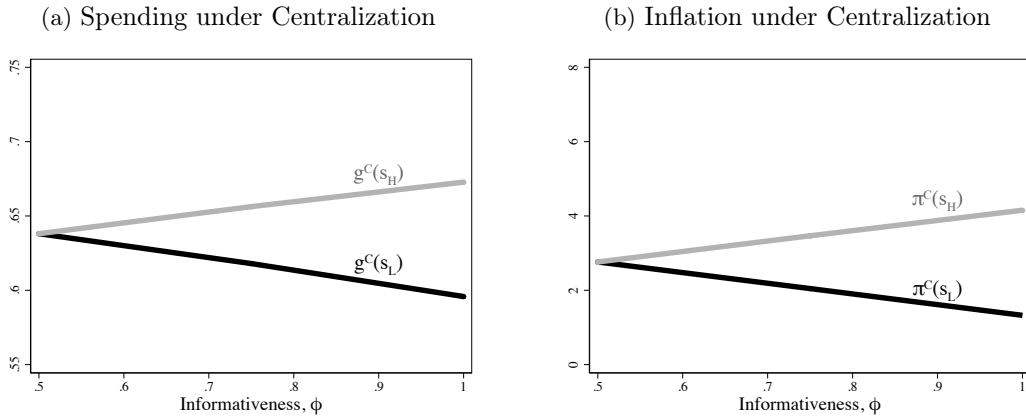 (a) Spending under Centralization
.75
.7
.65
.6
.55
g^C(s_H)
g^C(s_L)
.5 .6 .7 .8 .9 1
Informativeness, ϕ
(b) Inflation under Centralization
8
6
4
2
0
π^C(s_H)
π^C(s_L)
.5 .6 .7 .8 .9 1
Informativeness, ϕ